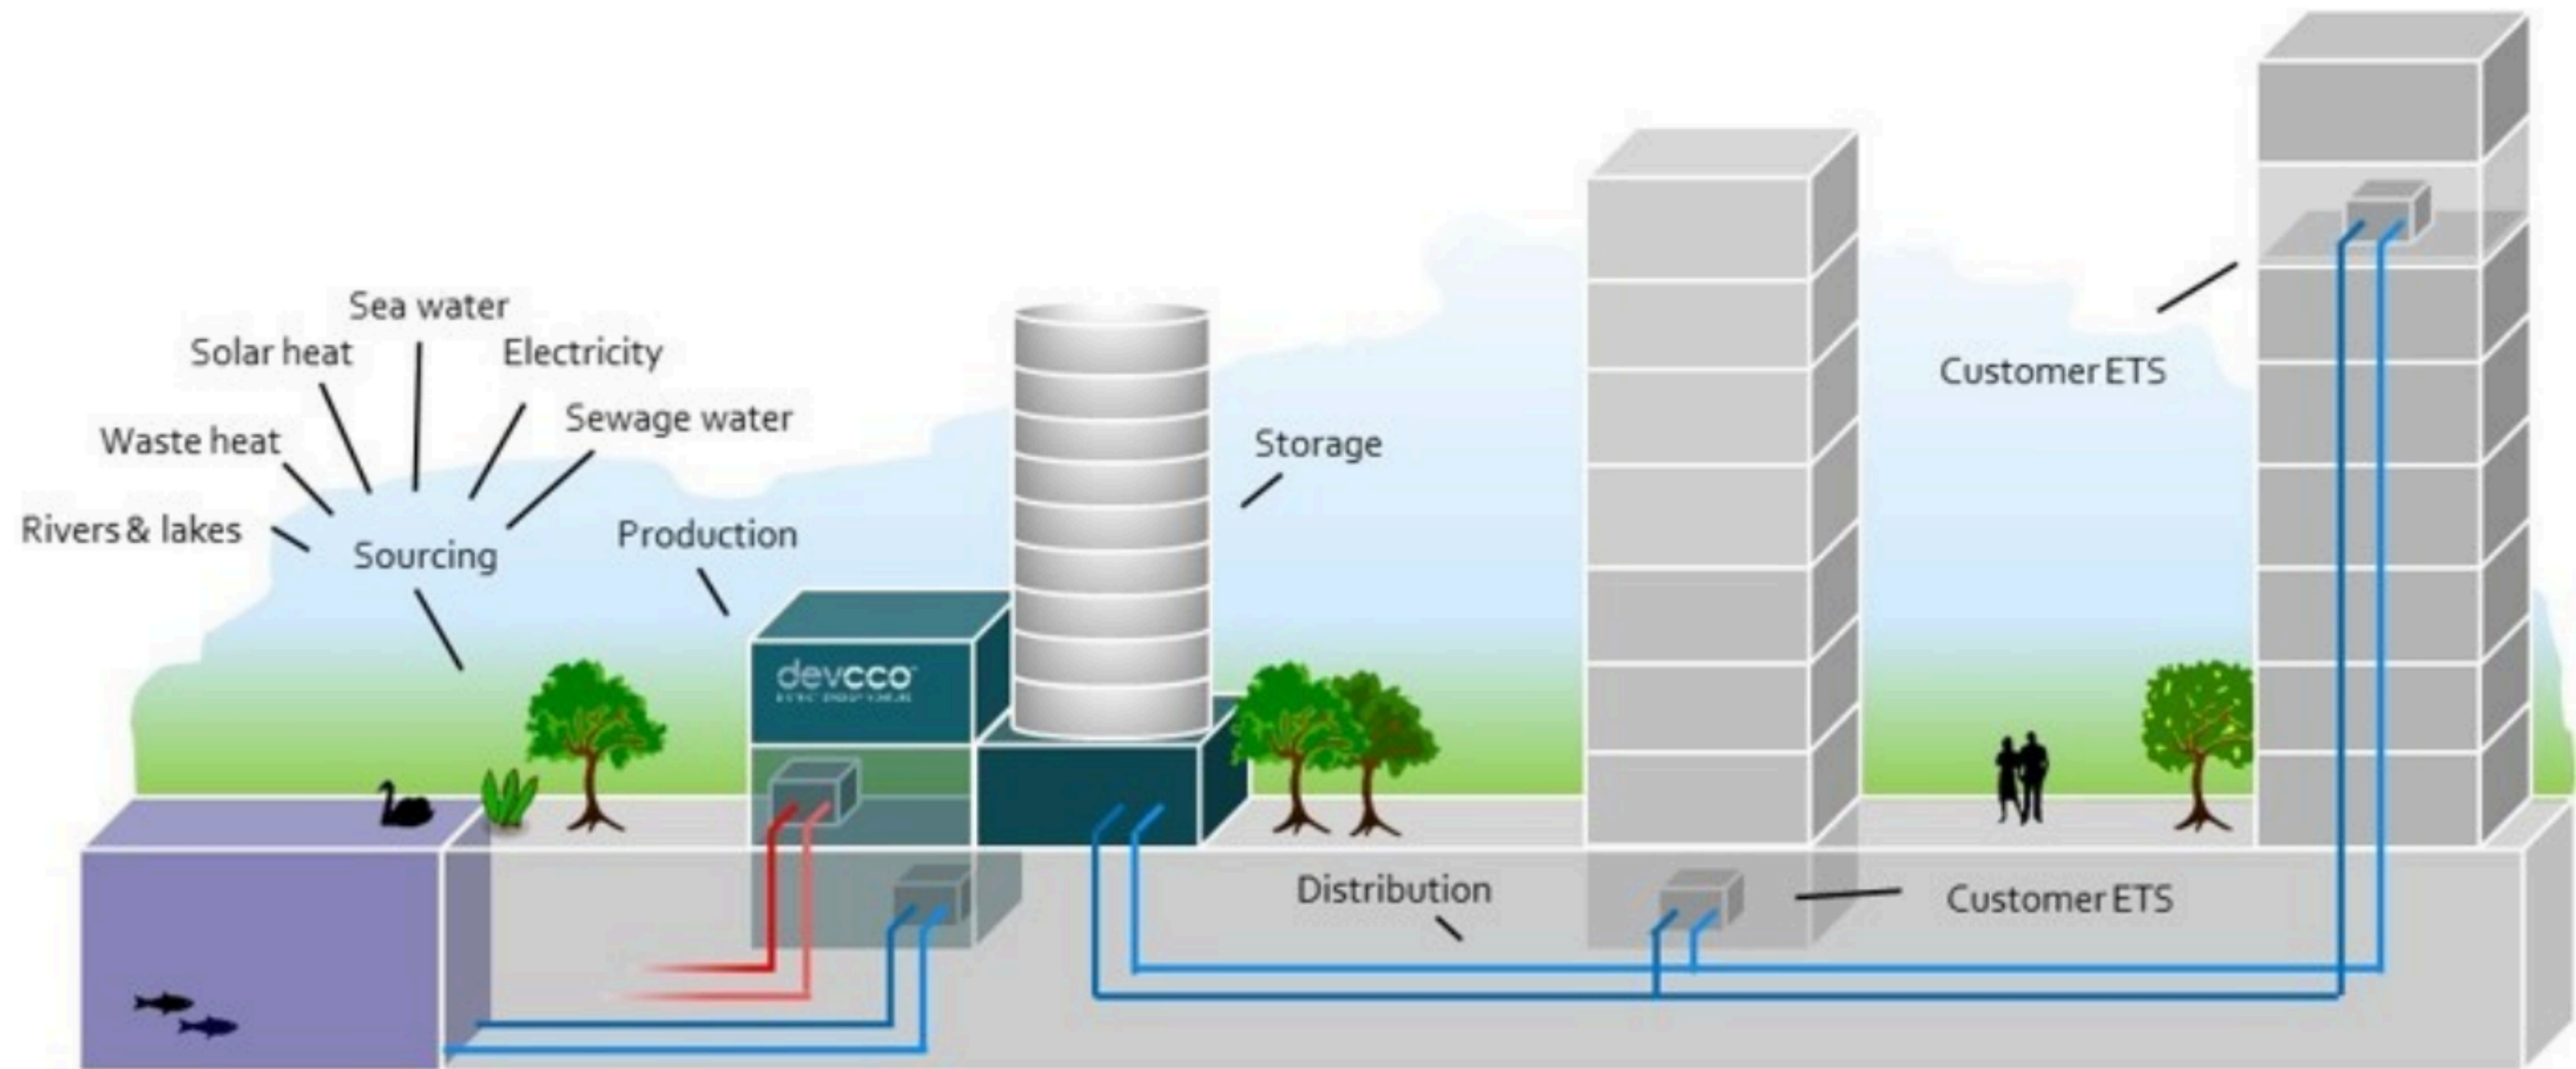 Sea water
Solar heat
Electricity
Sewage water
Waste heat
Rivers & lakes
Sourcing
Production
Storage
Customer ETS
devcco
Distribution
Customer ETS